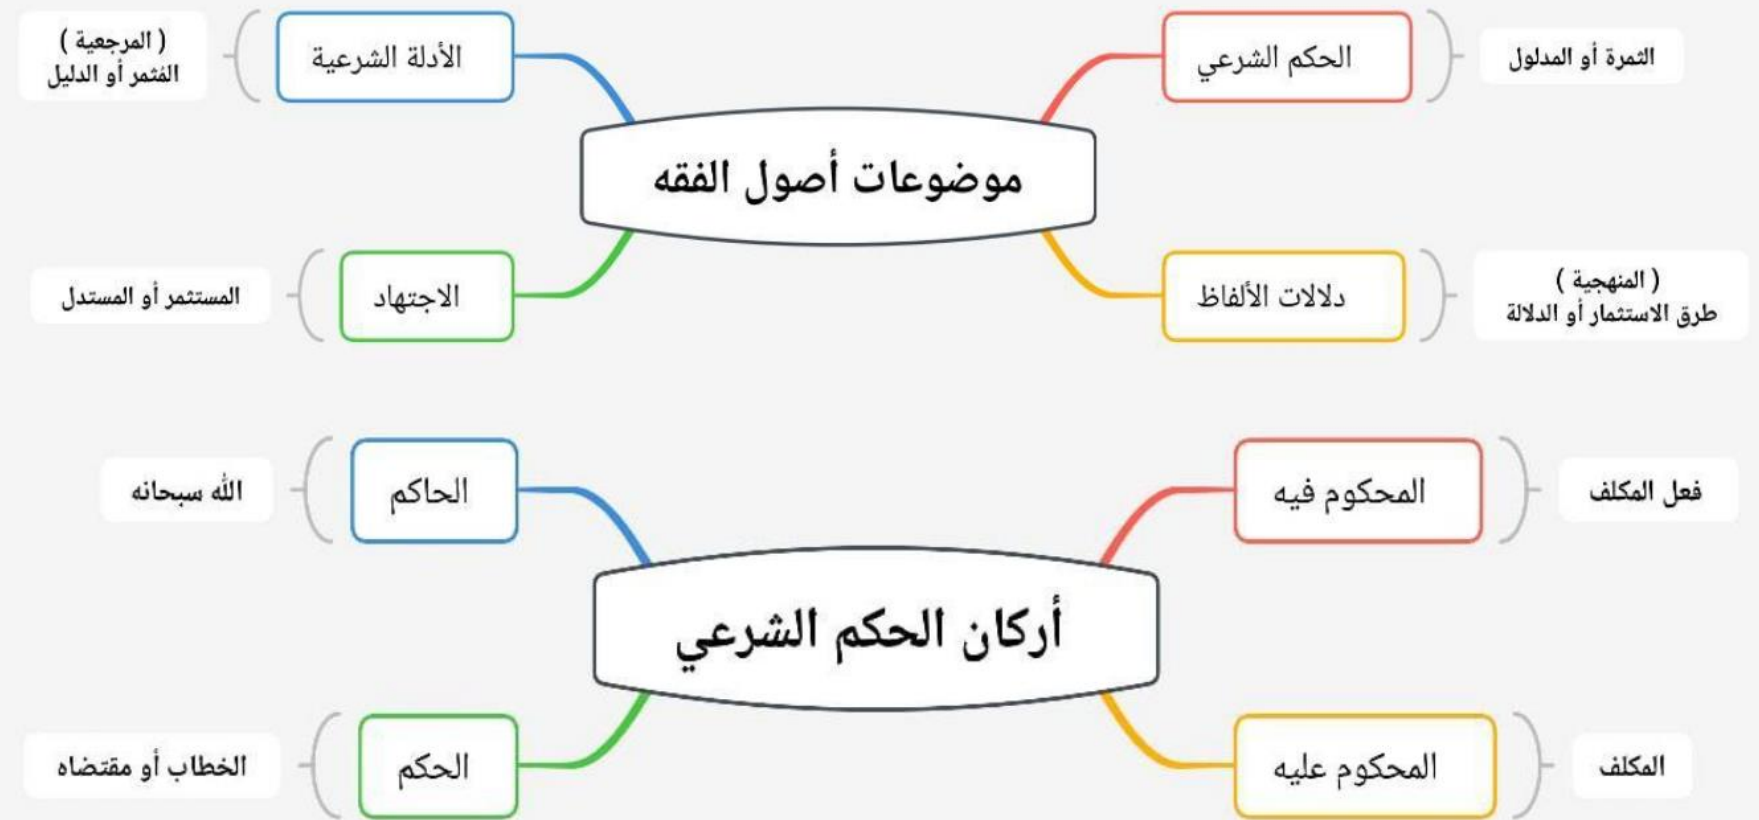 موضوعات أصول الفقه
الحكم الشرعي
الثمرة أو المدلول
الأدلة الشرعية
( المرجعية )
المُثمر أو الدليل
دلالات الألفاظ
( المنهجية )
طرق الاستثمار أو الدلالة
الاجتهاد
المستثمر أو المستدل
أركان الحكم الشرعي
المحكوم فيه
فعل المكلف
الحاكم
الله سبحانه
المحكوم عليه
المكلف
الحكم
الخطاب أو مقتضاه